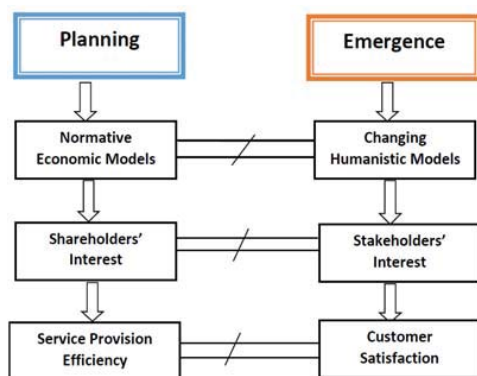 Planning
Emergence
Normative
Economic Models
Changing
Humanistic Models
Shareholders'
Interest
Stakeholders'
Interest
Service Provision
Efficiency
Customer
Satisfaction